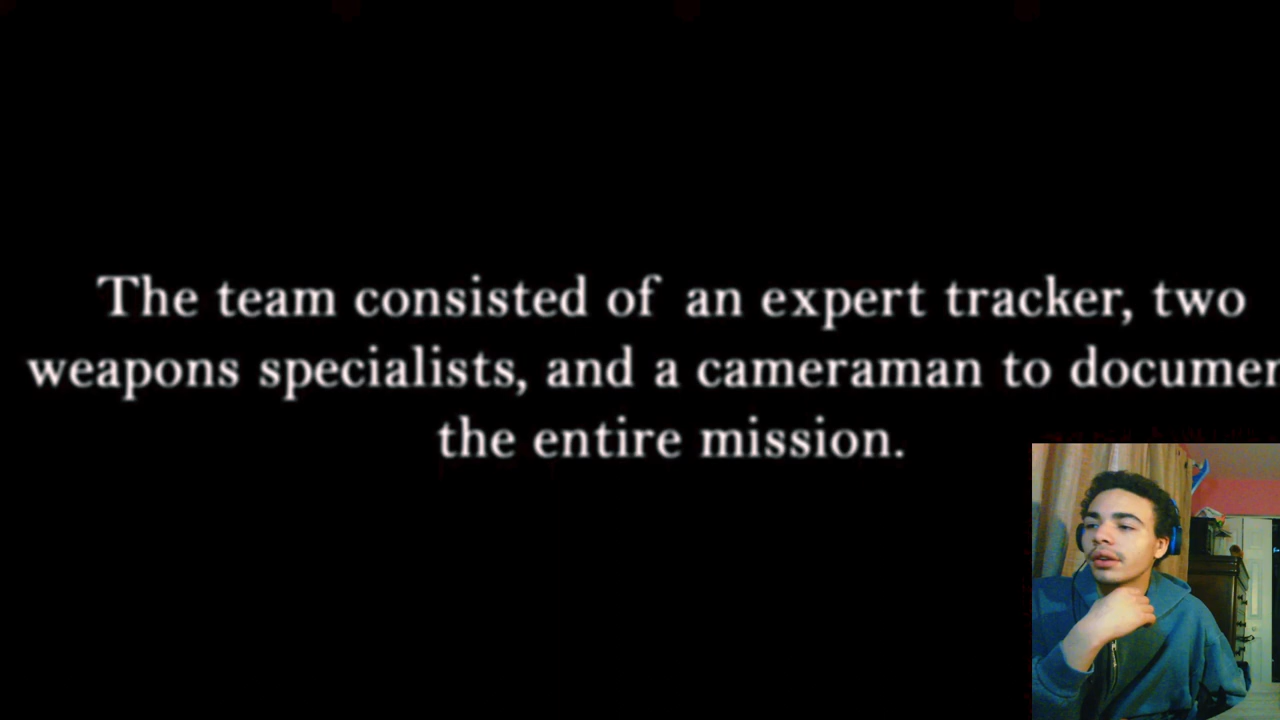 The team consisted of an expert tracker, two
weapons specialists, and a cameraman to documen
the entire mission.